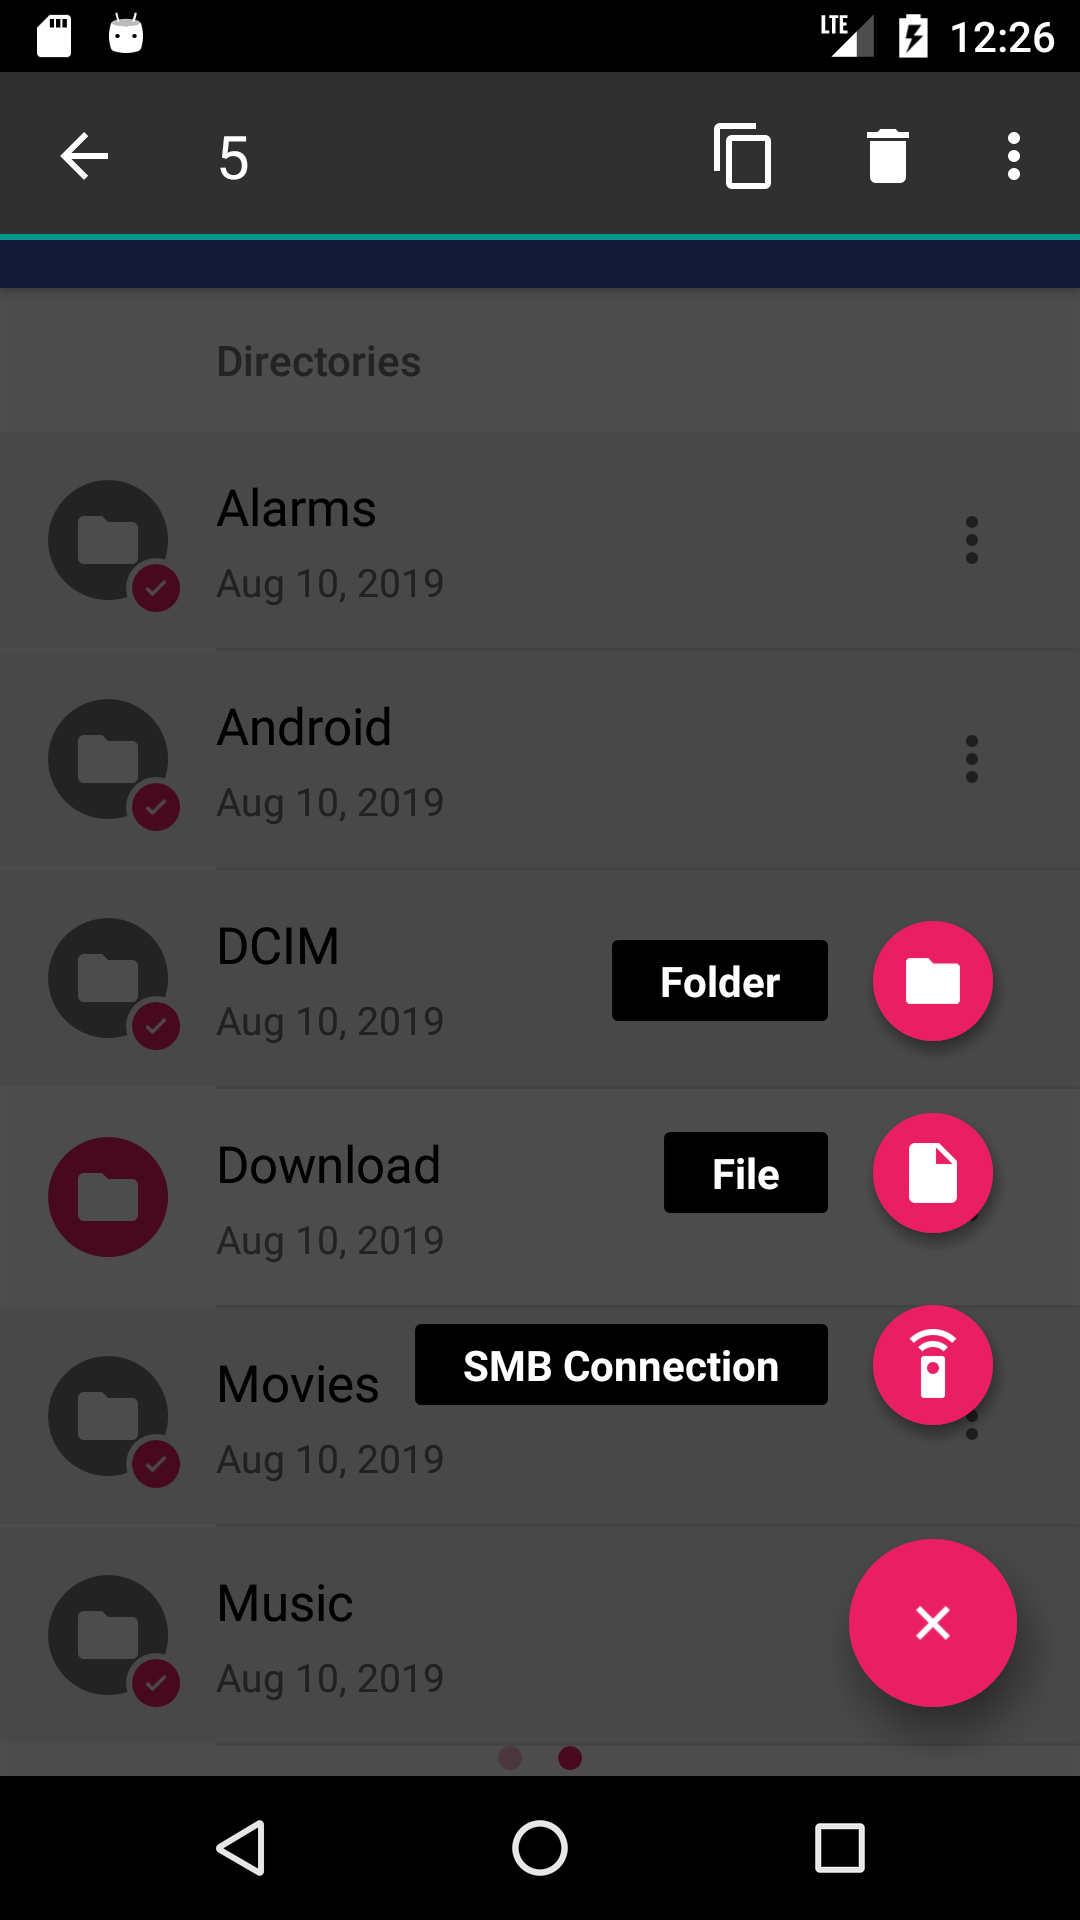 LTE 12:26
5
Directories
Alarms
Aug 10, 2019
Android
Aug 10, 2019
DCIM
Aug 10, 2019
Folder
Download
Aug 10, 2019
File
Movies
Aug 10, 2019
SMB Connection
Music
Aug 10, 2019